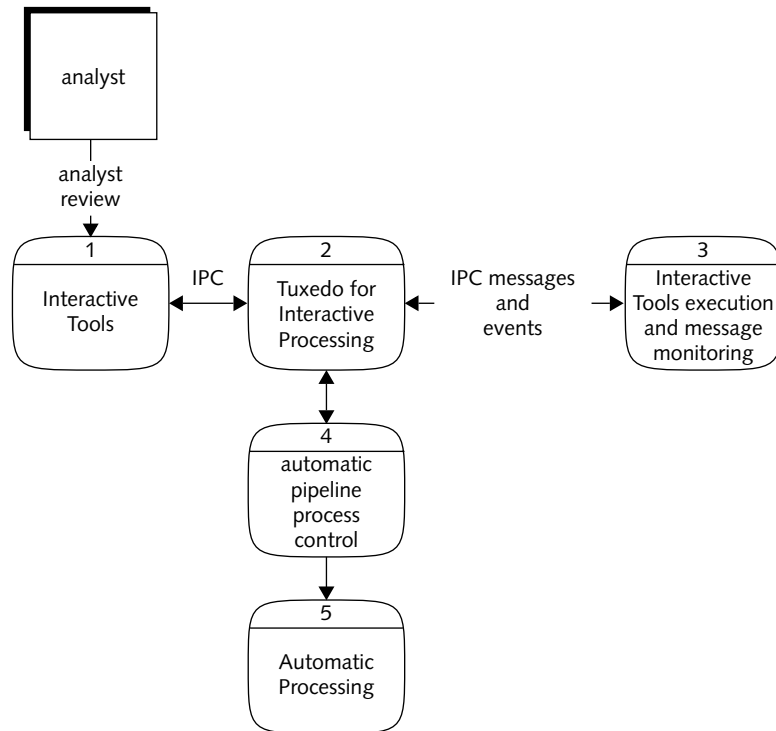 analyst
analyst
review
1
Interactive
Tools
IPC
2
Tuxedo for
Interactive
Processing
IPC messages
and
events
3
Interactive
Tools execution
and message
monitoring
4
automatic
pipeline
process
control
5
Automatic
Processing